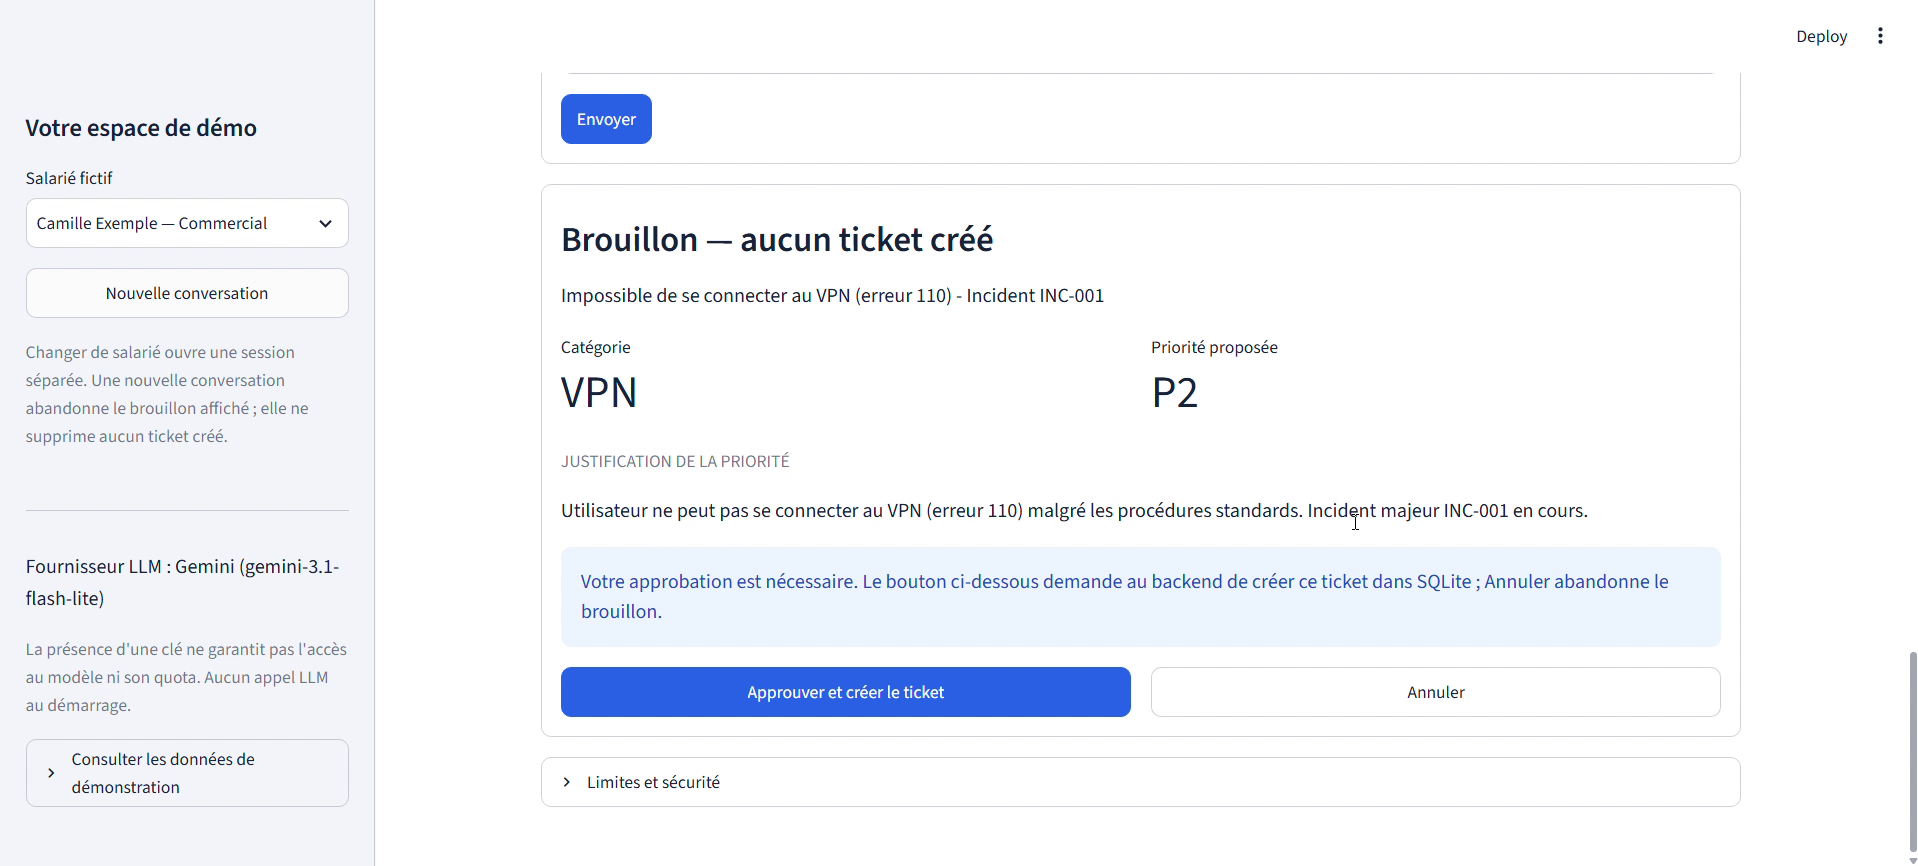 Deploy
Votre espace de démo
Salarié fictif
Camille Exemple — Commercial
Nouvelle conversation
Changer de salarié ouvre une session
séparée. Une nouvelle conversation
abandonne le brouillon affiché ; elle ne
supprime aucun ticket créé.
Fournisseur LLM : Gemini (gemini-3.1-
flash-lite)
La présence d'une clé ne garantit pas l'accès
au modèle ni son quota. Aucun appel LLM
au démarrage.
Consulter les données de
démonstration
Envoyer
Brouillon — aucun ticket créé
Impossible de se connecter au VPN (erreur 110) - Incident INC-001
Catégorie
VPN
Priorité proposée
P2
JUSTIFICATION DE LA PRIORITÉ
Utilisateur ne peut pas se connecter au VPN (erreur 110) malgré les procédures standards. Incident majeur INC-001 en cours.
Votre approbation est nécessaire. Le bouton ci-dessous demande au backend de créer ce ticket dans SQLite ; Annuler abandonne le
brouillon.
Approuver et créer le ticket
Annuler
Limites et sécurité